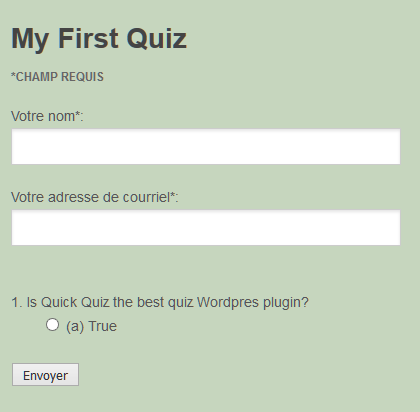 My First Quiz
*CHAMP REQUIS
Votre nom*:
Votre adresse de courriel*:
1. Is Quick Quiz the best quiz Wordpres plugin?
(a) True
Envoyer